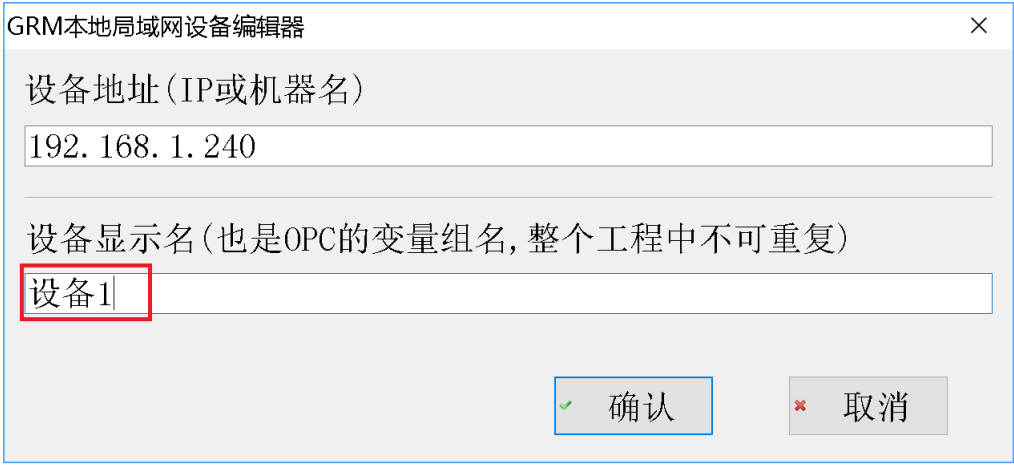 GRM本地局域网设备编辑器
设备地址(IP或机器名)
192.168.1.240
设备显示名(也是OPC的变量组名,整个工程中不可重复)
设备1
确认 取消